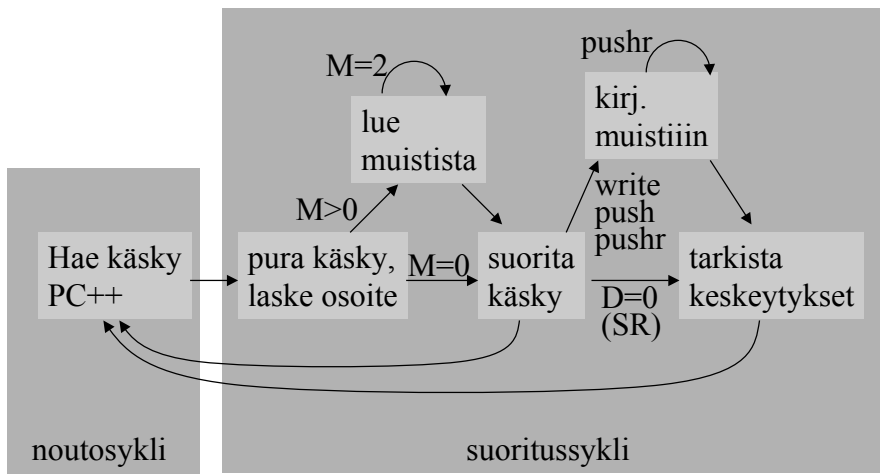 pushr
M=2
kirj.
muistiiin
lue
muistista
write
push
pushr
M>0
Hae käsky
PC++
pura käsky,
laske osoite
M=0
suorita
käsky
D=0
(SR)
tarkista
keskeytykset
noutosykli
suoritussykli